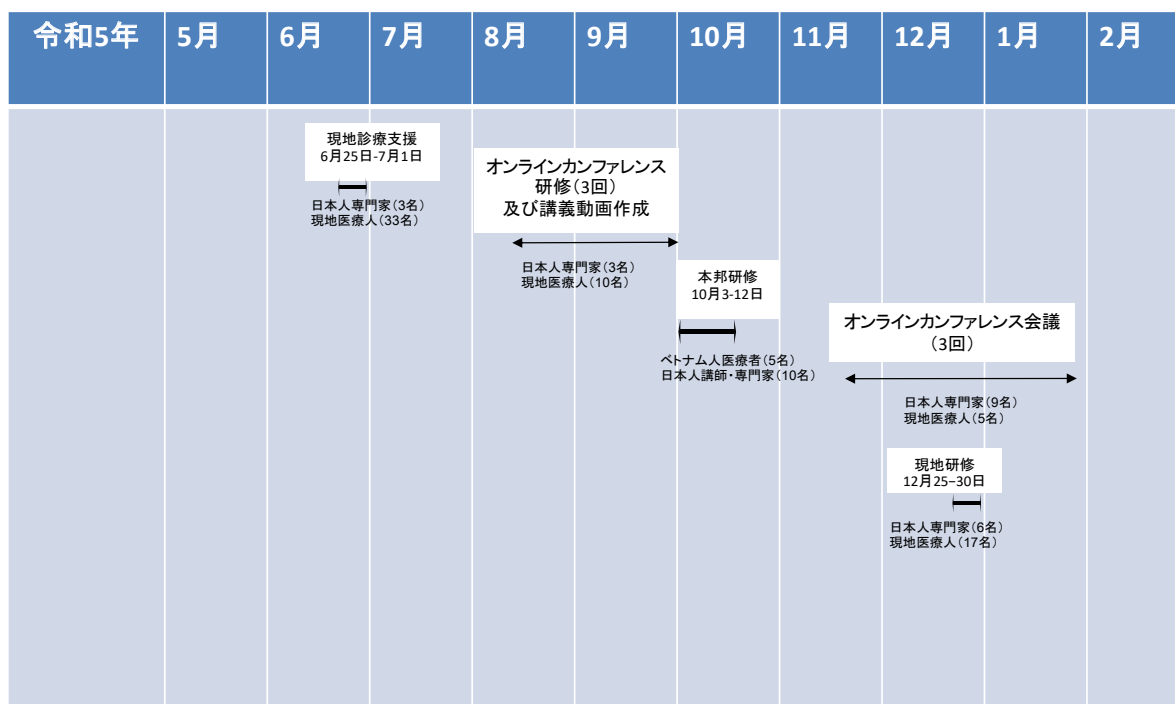 令和5年 5月 6月 7月 8月 9月 10月 11月 12月 1月 2月
現地診療支援
6月25日-7月1日
日本人専門家(3名)
現地医療人(33名)
オンラインカンファレンス
研修(3回)
及び講義動画作成
日本人専門家(3名)
現地医療人(10名)
本邦研修
10月3-12日
ベトナム人医療者(5名)
日本人講師・専門家(10名)
オンラインカンファレンス会議
(3回)
日本人専門家(9名)
現地医療人(5名)
現地研修
12月25-30日
日本人専門家(6名)
現地医療人(17名)